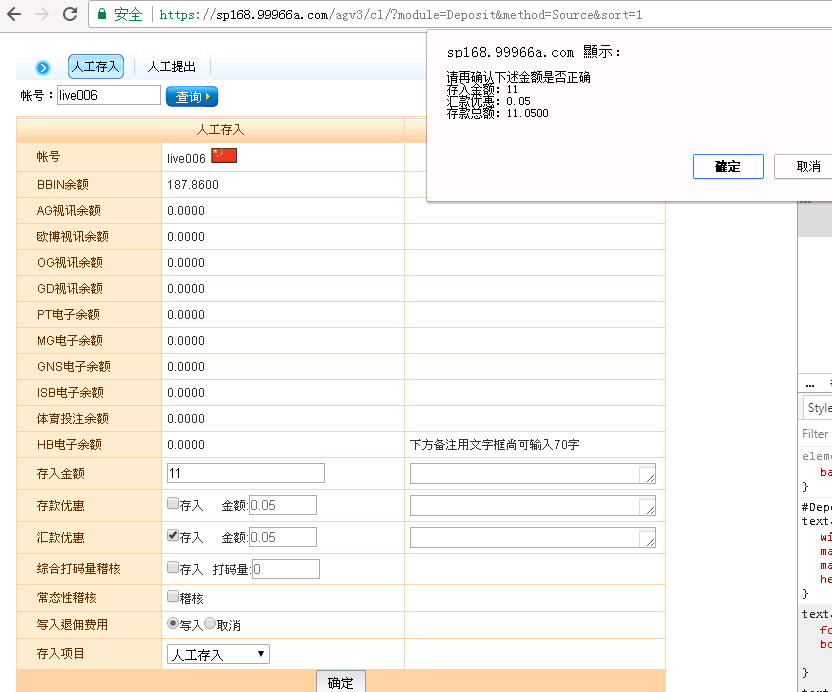 安全 https://sp168.99966a.com/agv3/cl/?module=Deposit&method=Source&sort=1
sp168.99966a.com 顯示：
请再确认下述金额是否正确
存入金额: 11
汇款优惠: 0.05
存款总额: 11.0500
確定 取消
人工存入 人工提出
帐号： live006 查询
人工存入
帐号 live006
BBIN余额 187.8600
AG视讯余额 0.0000
欧博视讯余额 0.0000
OG视讯余额 0.0000
GD视讯余额 0.0000
PT电子余额 0.0000
MG电子余额 0.0000
GNS电子余额 0.0000
ISB电子余额 0.0000
体育投注余额 0.0000
HB电子余额 0.0000 下方备注用文字框尚可输入70字
存入金额 11
存款优惠 存入 金额:0.05
汇款优惠 存入 金额:0.05
综合打码量稽核 存入 打码量:0
常态性稽核 稽核
写入退佣费用 写入 取消
存入项目 人工存入
确定
...
Style
Filter
elem
ba
}
#Depo
text.
wi
ma
ma
he
}
text.
fo
bo
}